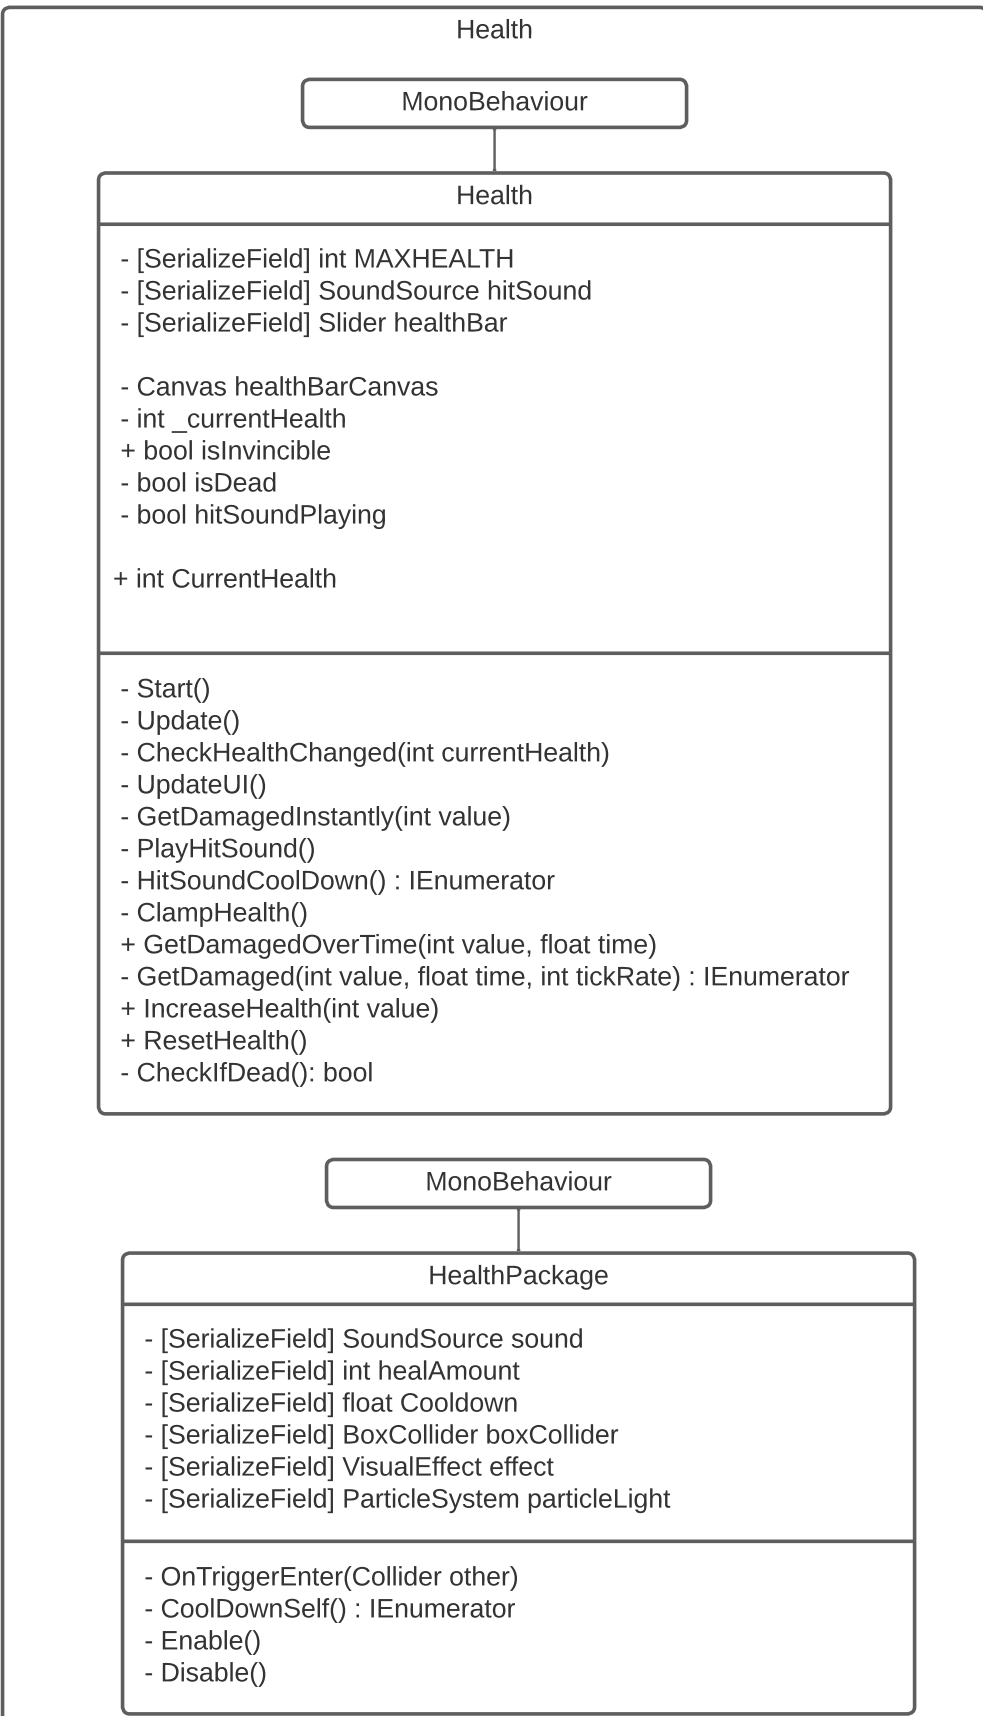 Health
MonoBehaviour
Health
- [SerializeField] int MAXHEALTH
- [SerializeField] SoundSource hitSound
- [SerializeField] Slider healthBar
- Canvas healthBarCanvas
- int _currentHealth
+ bool isInvincible
- bool isDead
- bool hitSoundPlaying
+ int CurrentHealth
- Start()
- Update()
- CheckHealthChanged(int currentHealth)
- UpdateUI()
- GetDamagedInstantly(int value)
- PlayHitSound()
- HitSoundCoolDown() : IEnumerator
- ClampHealth()
+ GetDamagedOverTime(int value, float time)
- GetDamaged(int value, float time, int tickRate) : IEnumerator
+ IncreaseHealth(int value)
+ ResetHealth()
- CheckIfDead(): bool
MonoBehaviour
HealthPackage
- [SerializeField] SoundSource sound
- [SerializeField] int healAmount
- [SerializeField] float Cooldown
- [SerializeField] BoxCollider boxCollider
- [SerializeField] VisualEffect effect
- [SerializeField] ParticleSystem particleLight
- OnTriggerEnter(Collider other)
- CoolDownSelf() : IEnumerator
- Enable()
- Disable()